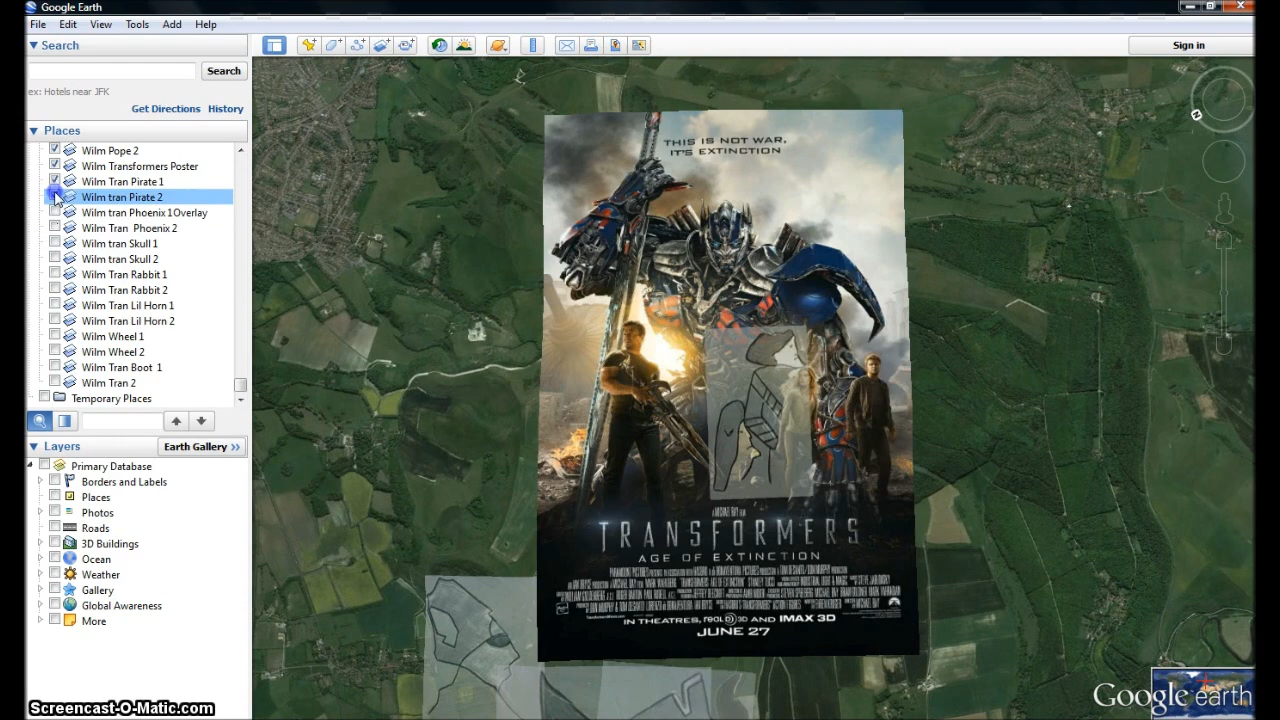 Google Earth
File Edit View Tools Add Help
Search
Sign in
Search
ex: Hotels near JFK
Get Directions History
Places
Wilm Pope 2
Wilm Transformers Poster
Wilm Tran Pirate 1
Wilm tran Pirate 2
Wilm tran Phoenix 1Overlay
Wilm Tran Phoenix 2
Wilm tran Skull 1
Wilm tran Skull 2
Wilm Tran Rabbit 1
Wilm Tran Rabbit 2
Wilm Tran Lil Horn 1
Wilm Tran Lil Horn 2
Wilm Wheel 1
Wilm Wheel 2
Wilm Tran Boot 1
Wilm Tran 2
Temporary Places
Layers
Earth Gallery >>
Primary Database
Borders and Labels
Places
Photos
Roads
3D Buildings
Ocean
Weather
Gallery
Global Awareness
More
THIS IS NOT WAR,
IT'S EXTINCTION
A MICHAEL BAY FILM
TRANSFORMERS
AGE OF EXTINCTION
IN THEATRES, REAL D 3D AND IMAX 3D
JUNE 27
N
Google earth
Screencast-O-Matic.com